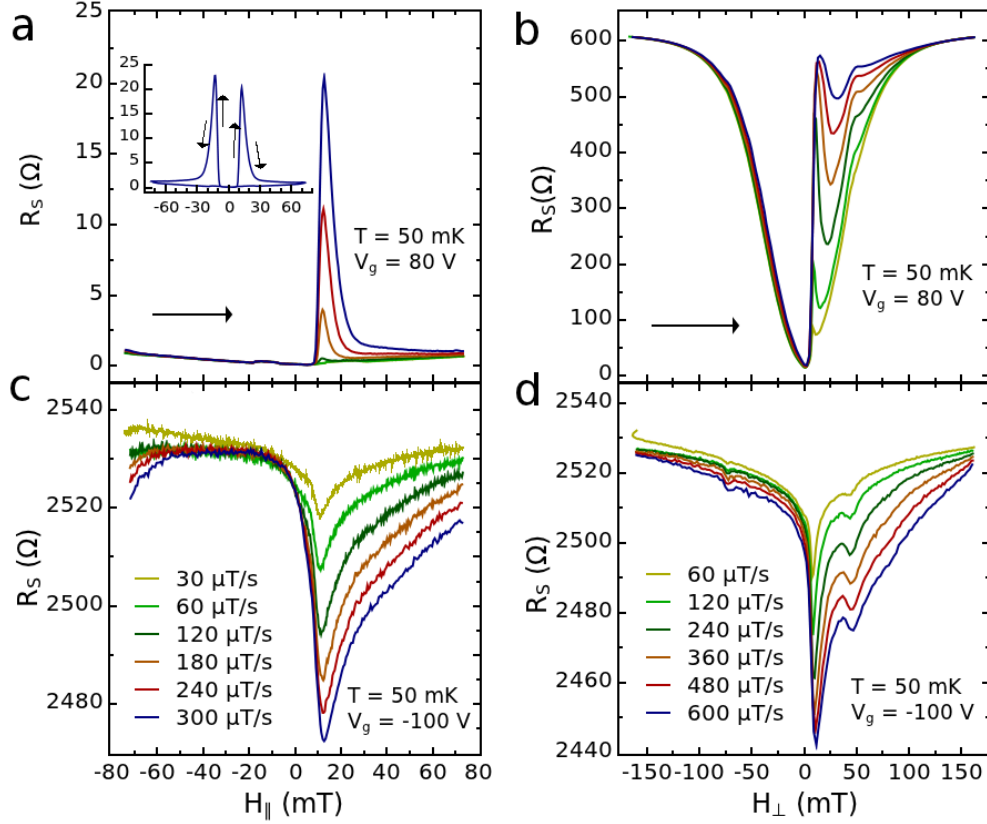 a
R_S (Ω)
25
20
15
10
5
0
25
20
15
10
5
0
-60 -30 0 30 60
T = 50 mK
V_g = 80 V
b
R_S(Ω)
600
500
400
300
200
100
0
T = 50 mK
V_g = 80 V
c
R_S (Ω)
2540
2520
2500
2480
30 μT/s
60 μT/s
120 μT/s
180 μT/s
240 μT/s
300 μT/s
T = 50 mK
V_g = -100 V
-80 -60 -40 -20 0 20 40 60 80
H_∥ (mT)
d
R_S (Ω)
2540
2520
2500
2480
2460
2440
60 μT/s
120 μT/s
240 μT/s
360 μT/s
480 μT/s
600 μT/s
T = 50 mK
V_g = -100 V
-150 -100 -50 0 50 100 150
H_⊥ (mT)